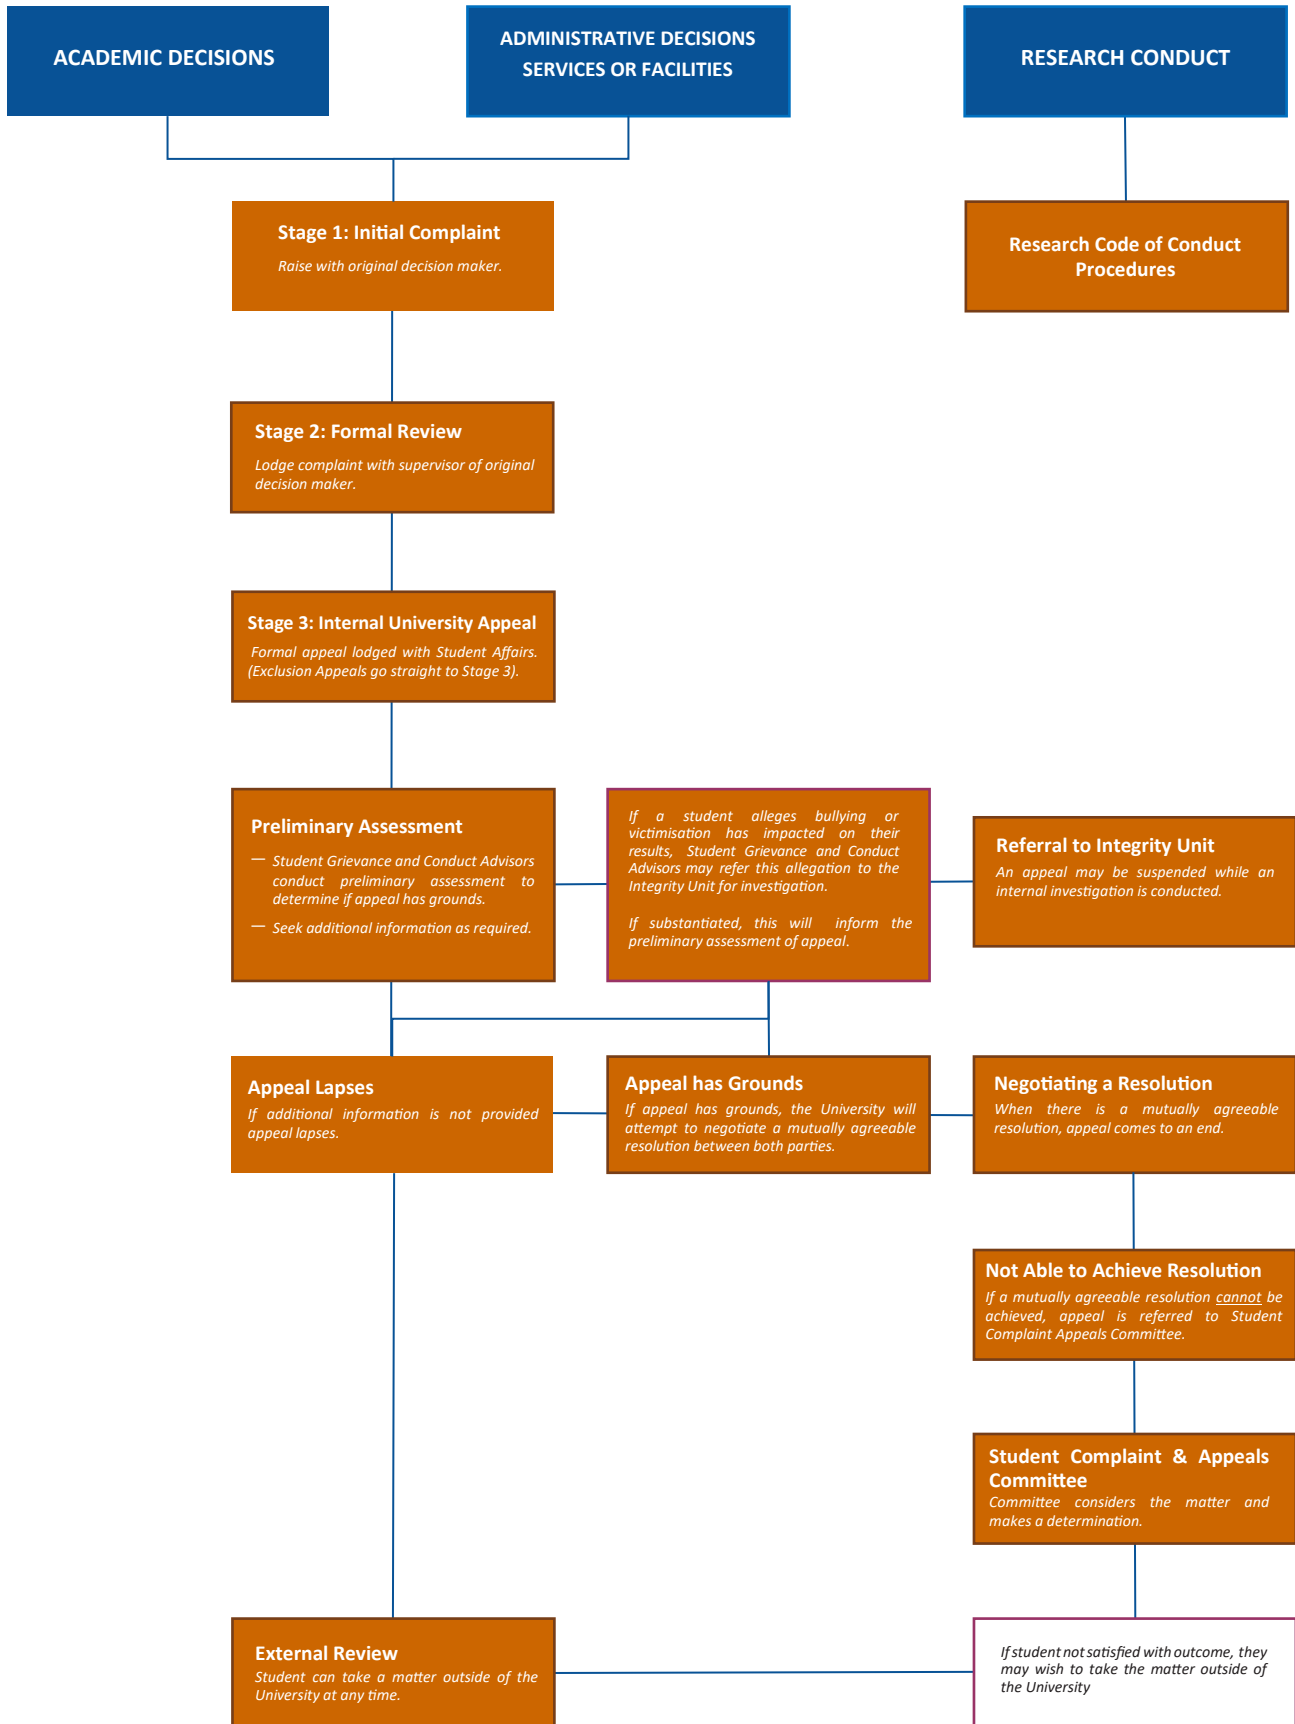 ACADEMIC DECISIONS
ADMINISTRATIVE DECISIONS
SERVICES OR FACILITIES
RESEARCH CONDUCT
Stage 1: Initial Complaint
Raise with original decision maker.
Research Code of Conduct
Procedures
Stage 2: Formal Review
Lodge complaint with supervisor of original
decision maker.
Stage 3: Internal University Appeal
Formal appeal lodged with Student Affairs.
(Exclusion Appeals go straight to Stage 3).
Preliminary Assessment
— Student Grievance and Conduct Advisors
conduct preliminary assessment to
determine if appeal has grounds.
— Seek additional information as required.
If a student alleges bullying or
victimisation has impacted on their
results, Student Grievance and Conduct
Advisors may refer this allegation to the
Integrity Unit for investigation.
If substantiated, this will inform the
preliminary assessment of appeal.
Referral to Integrity Unit
An appeal may be suspended while an
internal investigation is conducted.
Appeal Lapses
If additional information is not provided
appeal lapses.
Appeal has Grounds
If appeal has grounds, the University will
attempt to negotiate a mutually agreeable
resolution between both parties.
Negotiating a Resolution
When there is a mutually agreeable
resolution, appeal comes to an end.
Not Able to Achieve Resolution
If a mutually agreeable resolution cannot be
achieved, appeal is referred to Student
Complaint Appeals Committee.
Student Complaint & Appeals
Committee
Committee considers the matter and
makes a determination.
External Review
Student can take a matter outside of the
University at any time.
If student not satisfied with outcome, they
may wish to take the matter outside of
the University